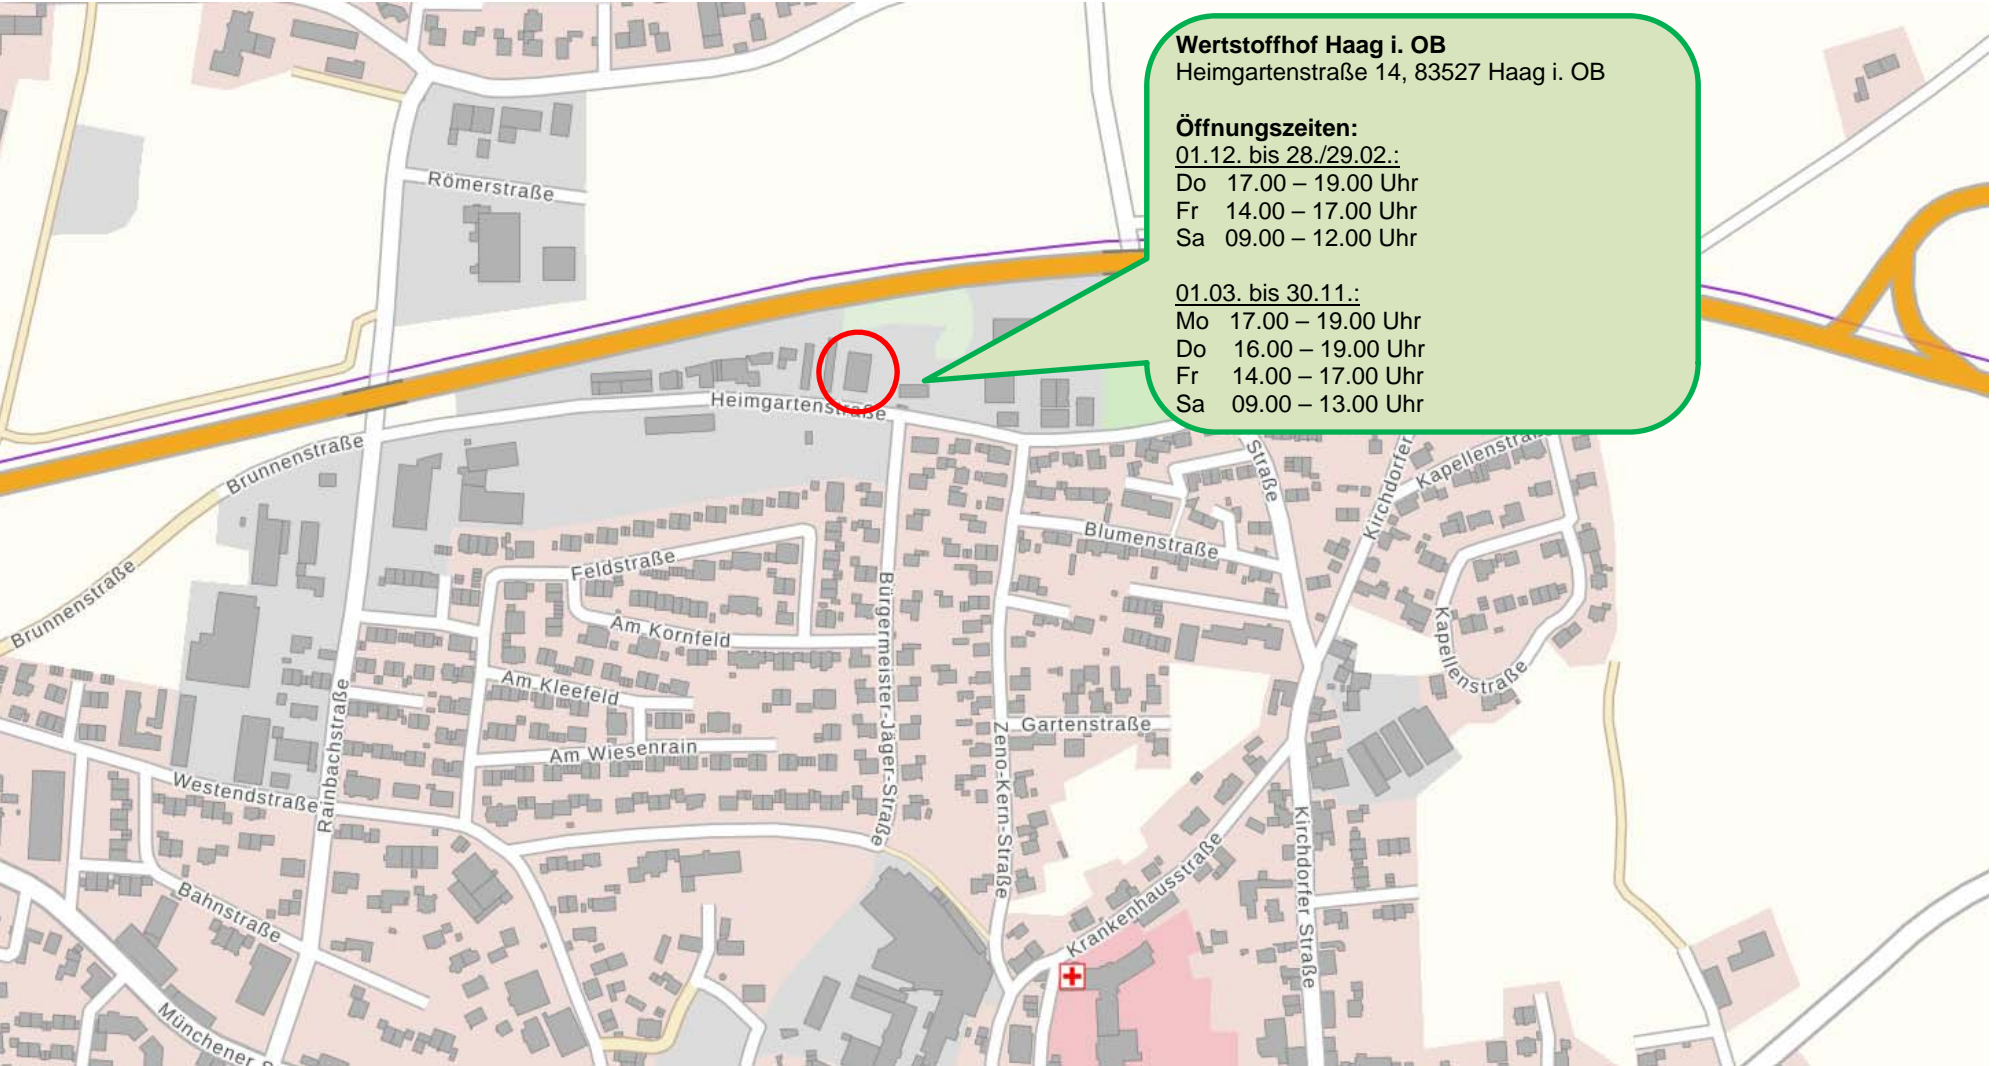 Wertstoffhof Haag i. OB
Heimgartenstraße 14, 83527 Haag i. OB
Öffnungszeiten:
01.12. bis 28./29.02.:
Do 17.00 – 19.00 Uhr
Fr 14.00 – 17.00 Uhr
Sa 09.00 – 12.00 Uhr
01.03. bis 30.11.:
Mo 17.00 – 19.00 Uhr
Do 16.00 – 19.00 Uhr
Fr 14.00 – 17.00 Uhr
Sa 09.00 – 13.00 Uhr
Römerstraße
Heimgartenstraße
Brunnenstraße
Straße
Kirchdorfer
Kapellenstraße
Blumenstraße
Feldstraße
Brunnenstraße
Bürgermeister-Jäger-Straße
Am Kornfeld
Kapellenstraße
Am Kleefeld
Rainbachstraße
Gartenstraße
Zeno-Kern-Straße
Am Wiesenrain
Westendstraße
Kirchdorfer Straße
Krankenhausstraße
Bahnstraße
Münchener S